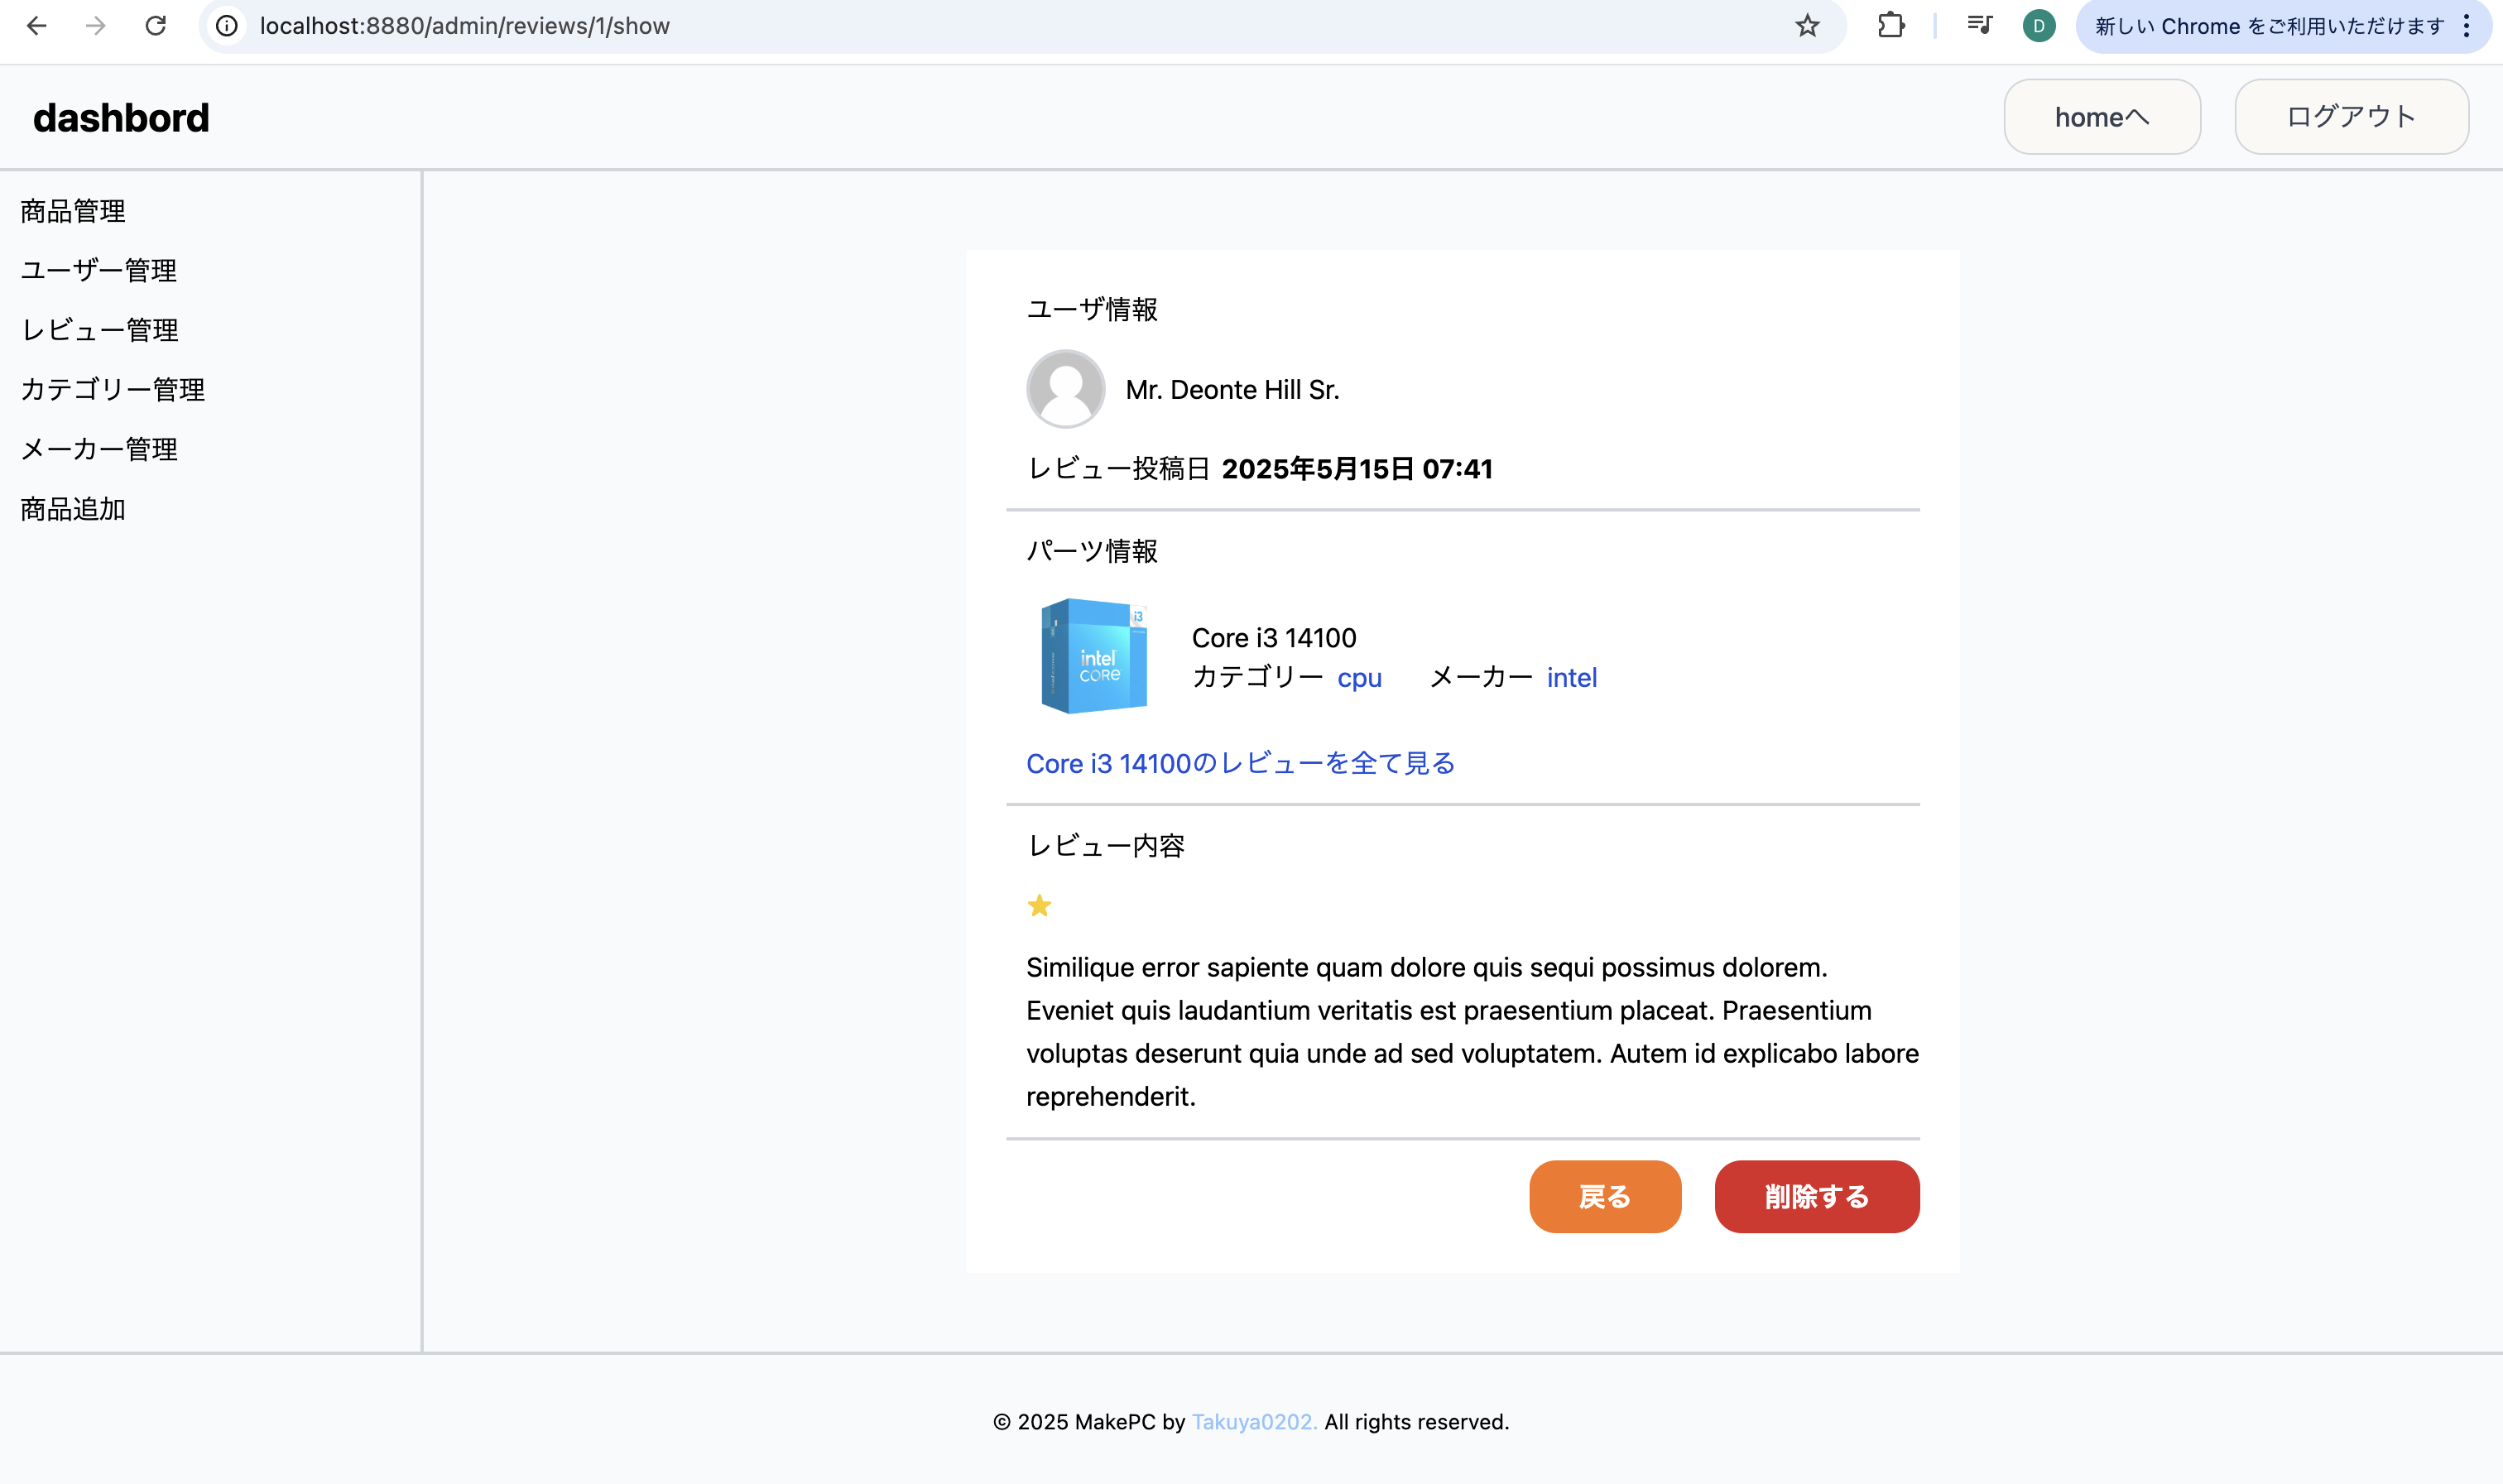 localhost:8880/admin/reviews/1/show
D
新しい Chrome をご利用いただけます
dashbord
homeへ
ログアウト
商品管理
ユーザー管理
レビュー管理
カテゴリー管理
メーカー管理
商品追加
ユーザ情報
Mr. Deonte Hill Sr.
レビュー投稿日 2025年5月15日 07:41
パーツ情報
i3
intel
CORE
Core i3 14100
カテゴリー cpu メーカー intel
Core i3 14100のレビューを全て見る
レビュー内容
Similique error sapiente quam dolore quis sequi possimus dolorem.
Eveniet quis laudantium veritatis est praesentium placeat. Praesentium
voluptas deserunt quia unde ad sed voluptatem. Autem id explicabo labore
reprehenderit.
戻る
削除する
© 2025 MakePC by Takuya0202. All rights reserved.